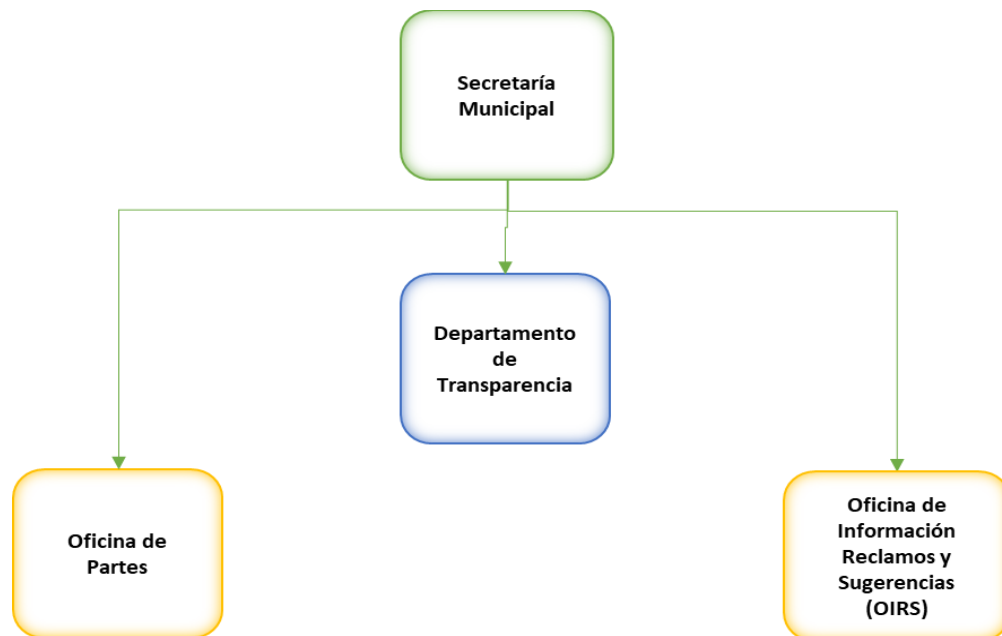 Secretaría
Municipal
Departamento
de
Transparencia
Oficina de
Partes
Oficina de
Información
Reclamos y
Sugerencias
(OIRS)